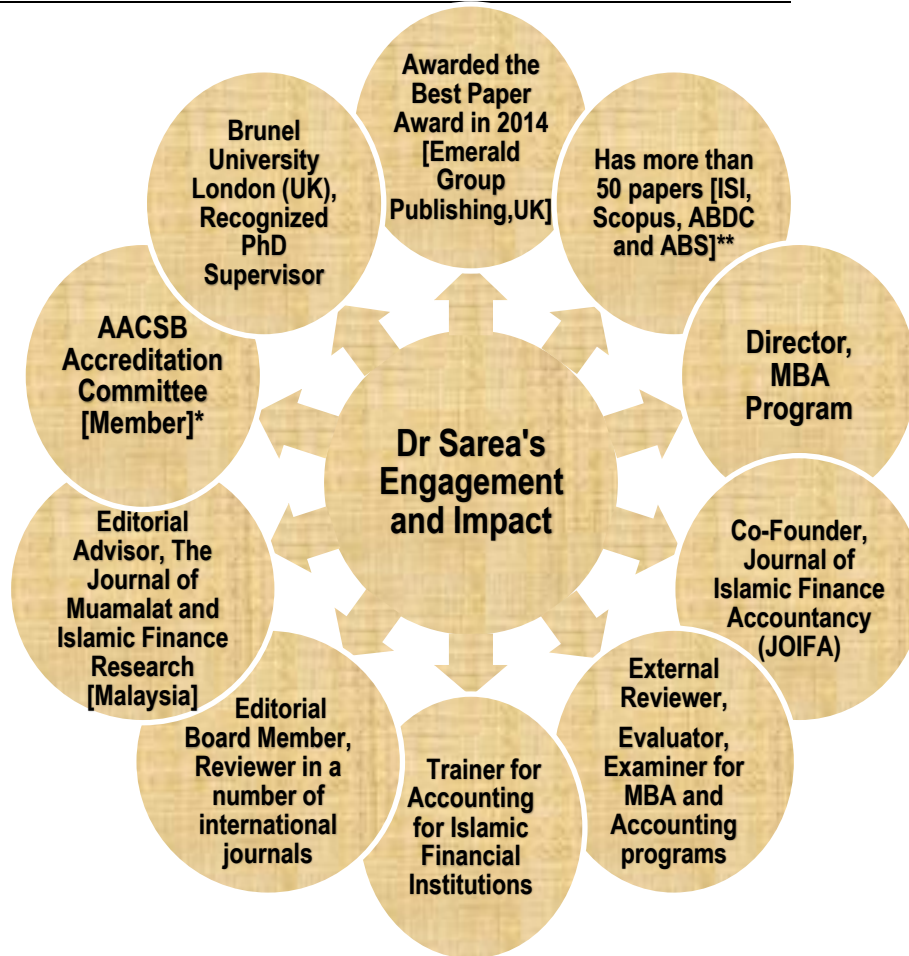 Awarded the
Best Paper
Award in 2014
[Emerald
Group
Publishing,UK]
Has more than
50 papers [ISI,
Scopus, ABDC
and ABS]**
Director,
MBA
Program
Co-Founder,
Journal of
Islamic Finance
Accountancy
(JOIFA)
External
Reviewer,
Evaluator,
Examiner for
MBA and
Accounting
programs
Trainer for
Accounting
for Islamic
Financial
Institutions
Editorial
Board Member,
Reviewer in a
number of
international
journals
Editorial
Advisor, The
Journal of
Muamalat and
Islamic Finance
Research
[Malaysia]
AACSB
Accreditation
Committee
[Member]*
Brunel
University
London (UK),
Recognized
PhD
Supervisor
Dr Sarea's
Engagement
and Impact